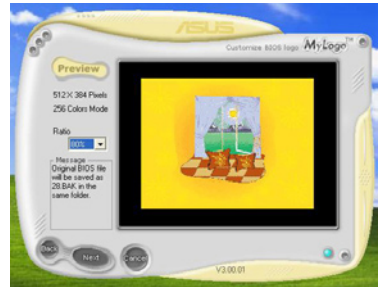 ASUS
Customize BIOS logo MyLogo™
Preview
512 X 384 Pixels
256 Colors Mode
Ratio
80%
Message
Original BIOS file
will be saved as
28.BAK in the
same folder.
Back
Next
Cancel
V3.00.01